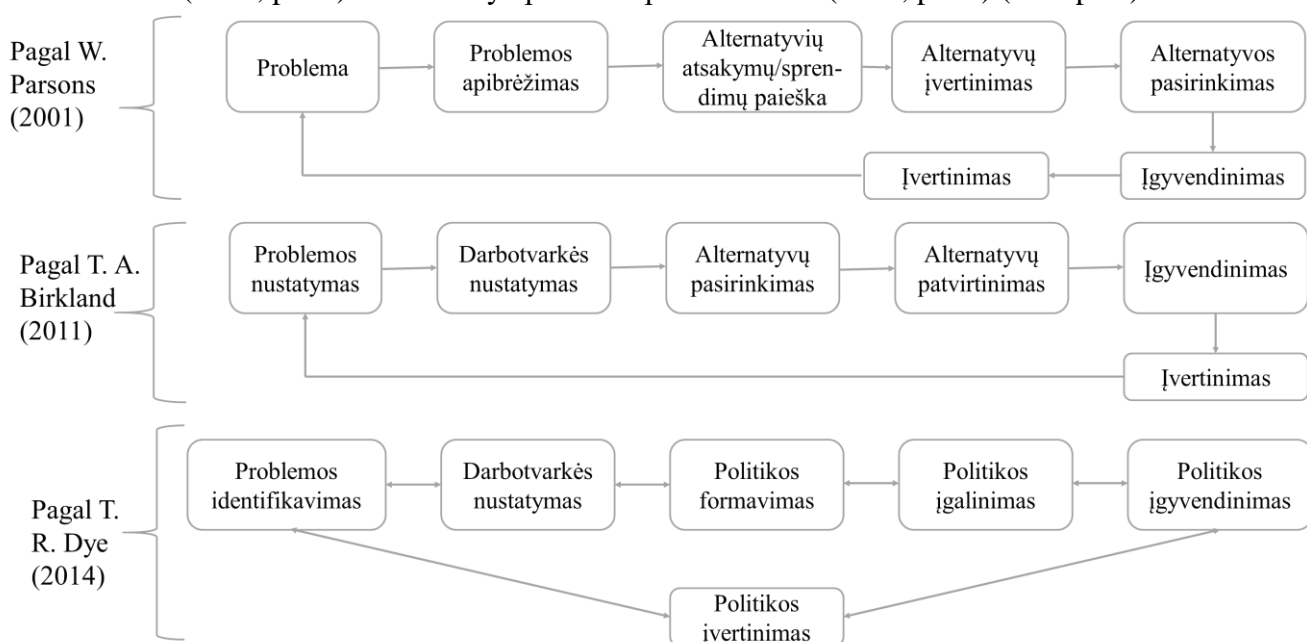 Pagal W.
Parsons
(2001)
Problema
Problemos
apibrėžimas
Alternatyvių
atsakymų/spren-
dimų paieška
Alternatyvų
įvertinimas
Alternatyvos
pasirinkimas
Įvertinimas
Įgyvendinimas
Pagal T. A.
Birkland
(2011)
Problemos
nustatymas
Darbotvarkės
nustatymas
Alternatyvų
pasirinkimas
Alternatyvų
patvirtinimas
Įgyvendinimas
Įvertinimas
Pagal T.
R. Dye
(2014)
Problemos
identifikavimas
Darbotvarkės
nustatymas
Politikos
formavimas
Politikos
įgalinimas
Politikos
įgyvendinimas
Politikos
įvertinimas